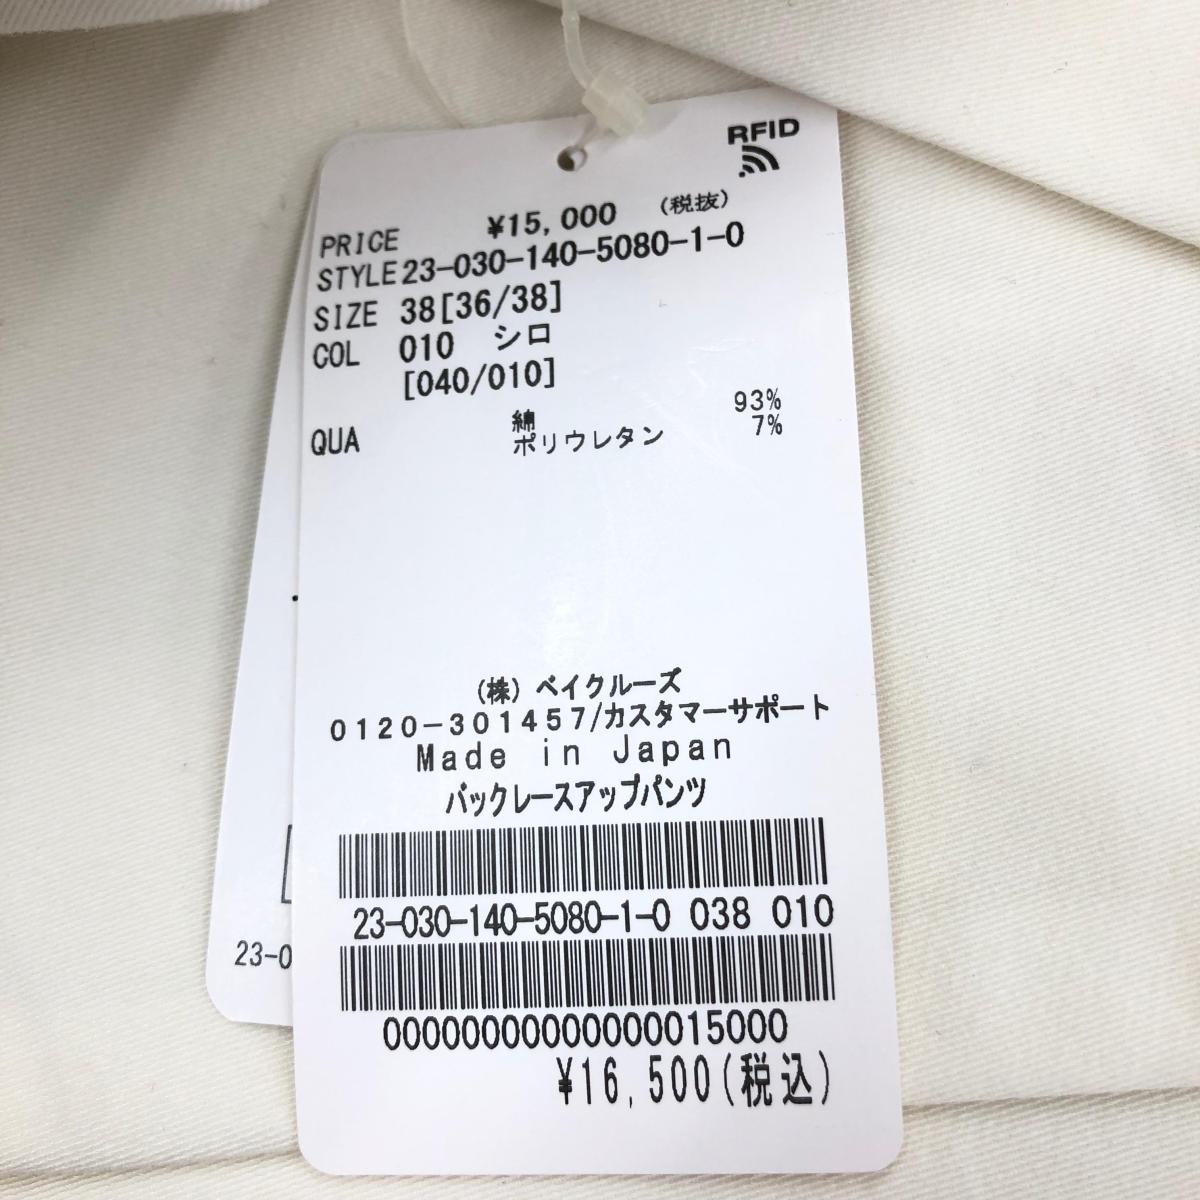 RFID
PRICE ¥15,000 (税抜)
STYLE 23-030-140-5080-1-0
SIZE 38[36/38]
COL 010 シロ
[040/010]
QUA 綿 93%
ポリウレタン 7%
(株)ベイクルーズ
0120-301457/カスタマーサポート
Made in Japan
バックレースアップパンツ
23-030-140-5080-1-0 038 010
00000000000000015000
¥16,500(税込)
23-0